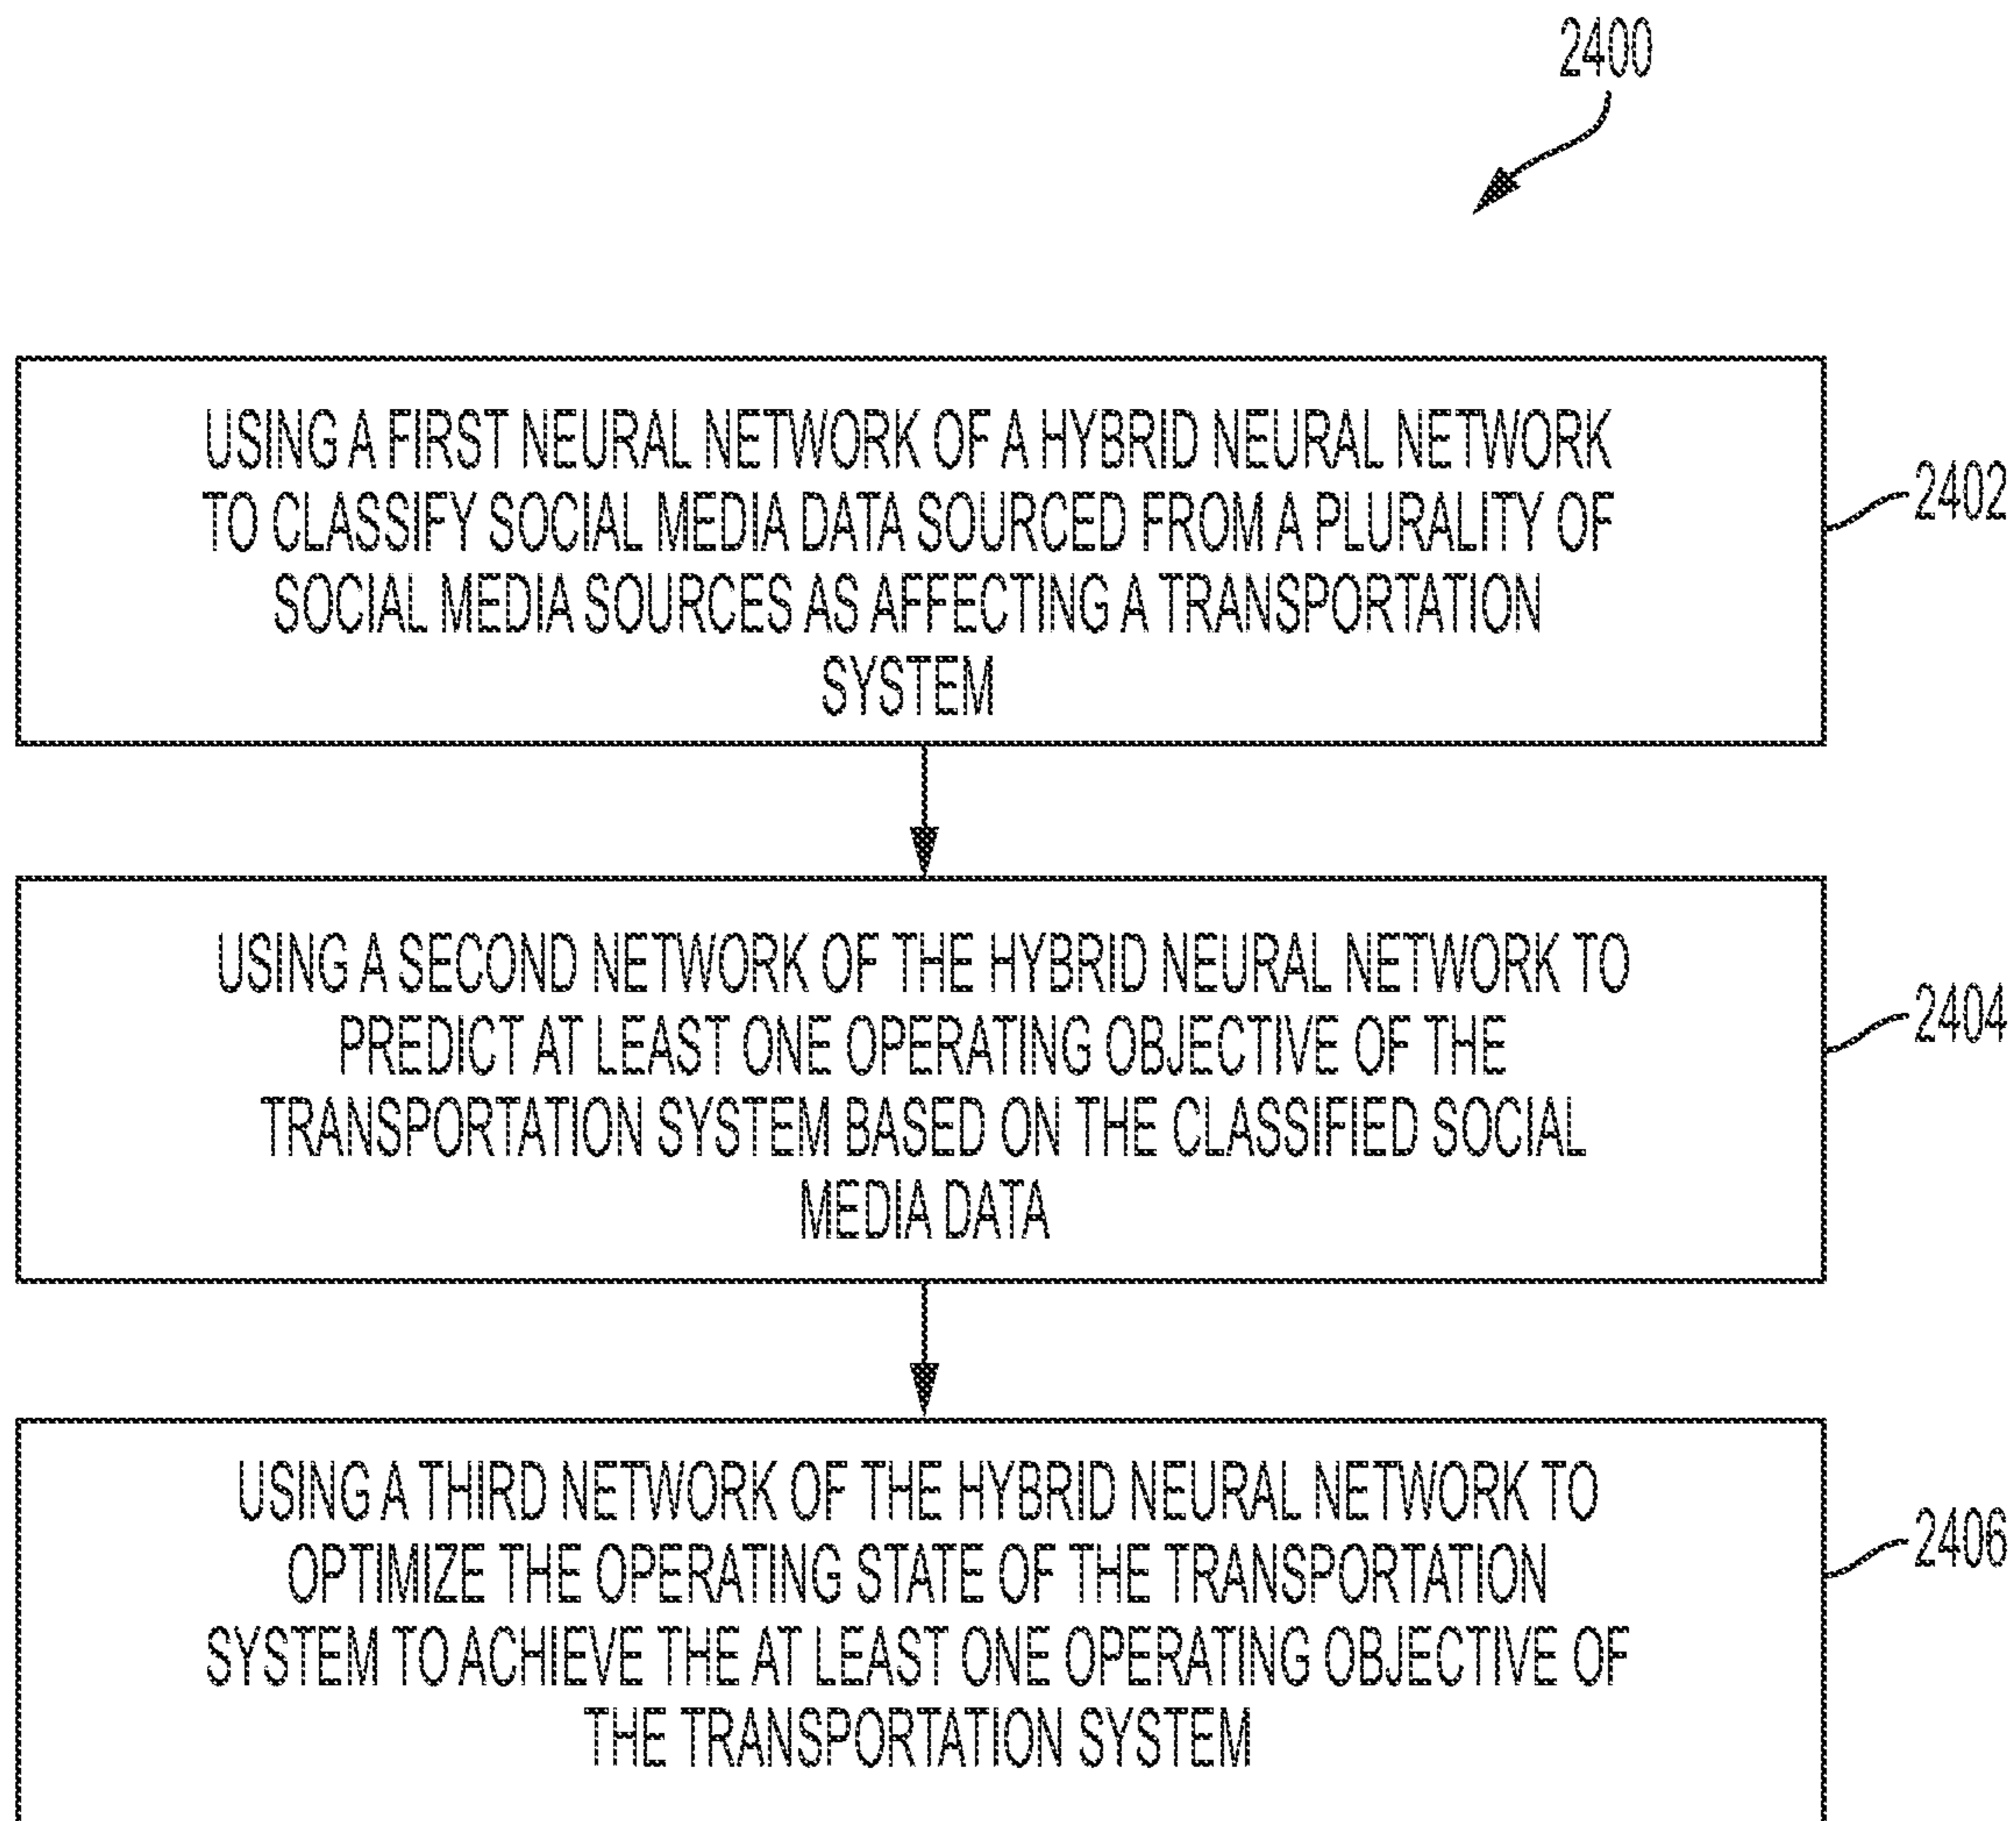 2400
USING A FIRST NEURAL NETWORK OF A HYBRID NEURAL NETWORK
TO CLASSIFY SOCIAL MEDIA DATA SOURCED FROM A PLURALITY OF
SOCIAL MEDIA SOURCES AS AFFECTING A TRANSPORTATION
SYSTEM
2402
USING A SECOND NETWORK OF THE HYBRID NEURAL NETWORK TO
PREDICT AT LEAST ONE OPERATING OBJECTIVE OF THE
TRANSPORTATION SYSTEM BASED ON THE CLASSIFIED SOCIAL
MEDIA DATA
2404
USING A THIRD NETWORK OF THE HYBRID NEURAL NETWORK TO
OPTIMIZE THE OPERATING STATE OF THE TRANSPORTATION
SYSTEM TO ACHIEVE THE AT LEAST ONE OPERATING OBJECTIVE OF
THE TRANSPORTATION SYSTEM
2406